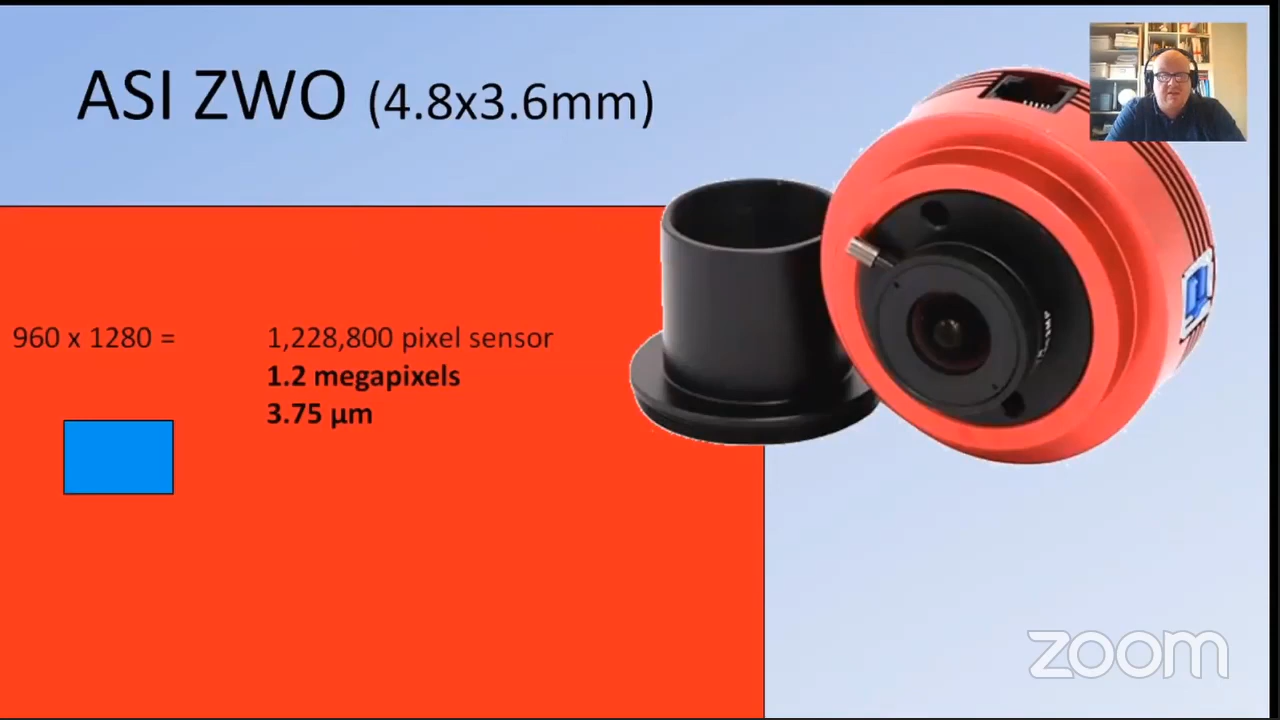 ASI ZWO (4.8x3.6mm)
960 x 1280 = 1,228,800 pixel sensor
1.2 megapixels
3.75 µm
zoom